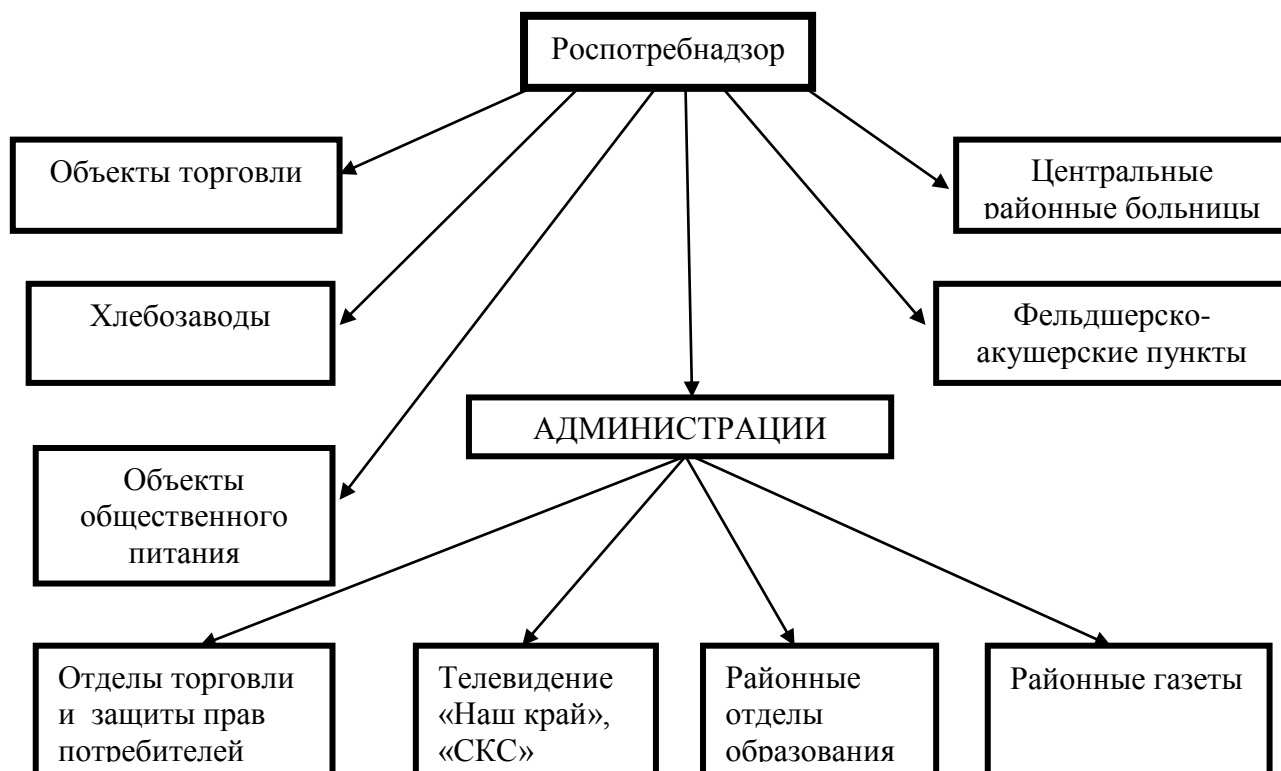 Роспотребнадзор
Объекты торговли
Центральные
районные больницы
Хлебозаводы
Фельдшерско-
акушерские пункты
АДМИНИСТРАЦИИ
Объекты
общественного
питания
Отделы торговли
и защиты прав
потребителей
Телевидение
«Наш край»,
«СКС»
Районные
отделы
образования
Районные газеты